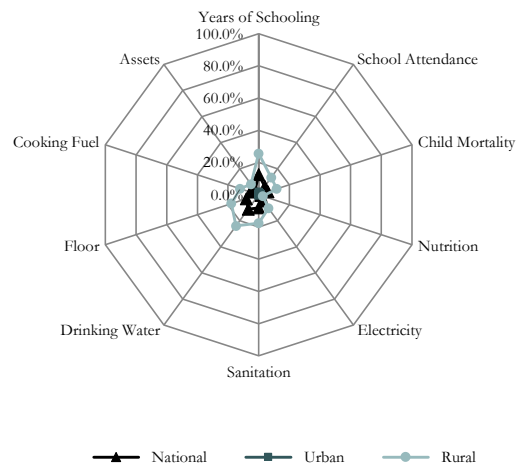 Years of Schooling
100.0%
Assets
School Attendance
80.0%
60.0%
Cooking Fuel
40.0%
Child Mortality
20.0%
0.0%
Floor
Nutrition
Drinking Water
Electricity
Sanitation
National Urban Rural